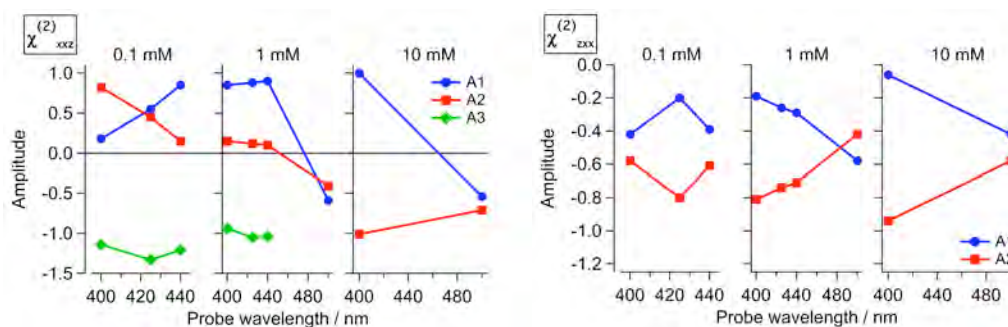 χ(2)xxz
0.1 mM
1 mM
10 mM
A1
A2
A3
Amplitude
1.0
0.5
0.0
-0.5
-1.0
-1.5
400 420 440
400 440 480
400 440 480
Probe wavelength / nm
χ(2)zxx
0.1 mM
1 mM
10 mM
Amplitude
-0.0
-0.2
-0.4
-0.6
-0.8
-1.0
-1.2
A1
400 420 440
400 440 480
400 440 480
Probe wavelength / nm